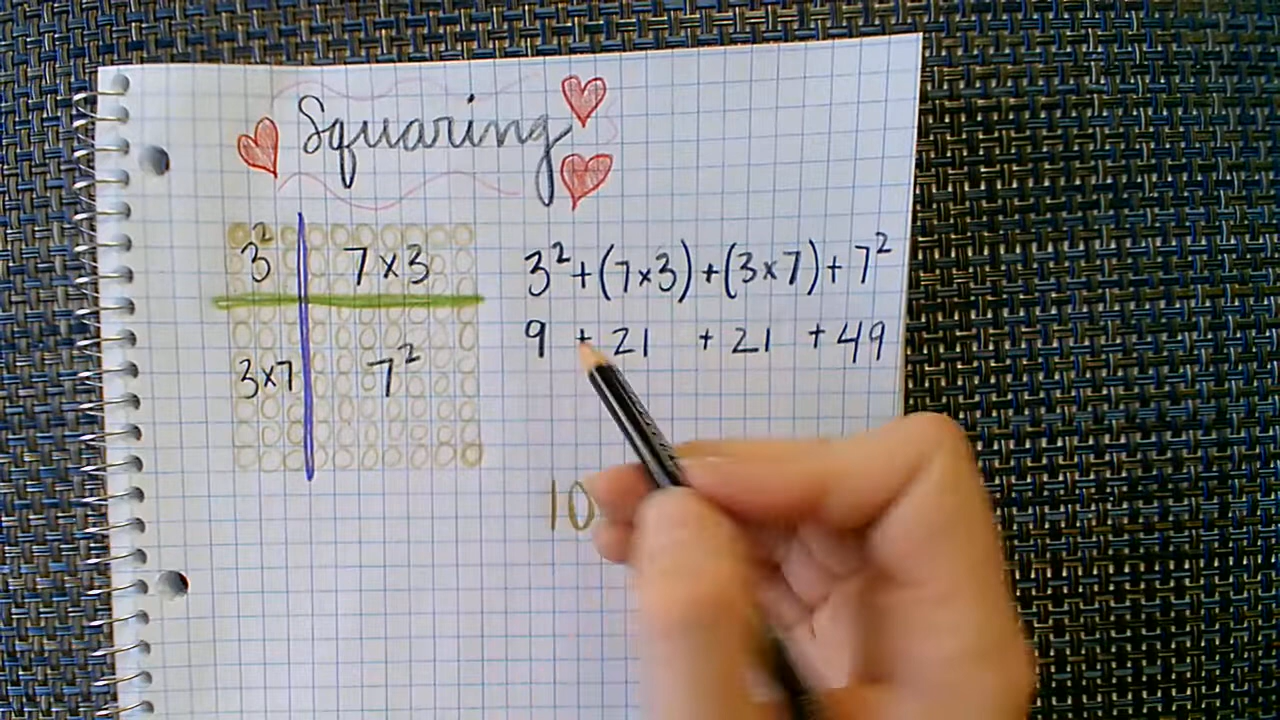 Squaring
3² 7×3
3×7 7²
3²+(7×3)+(3×7)+7²
9 + 21 + 21 + 49
10